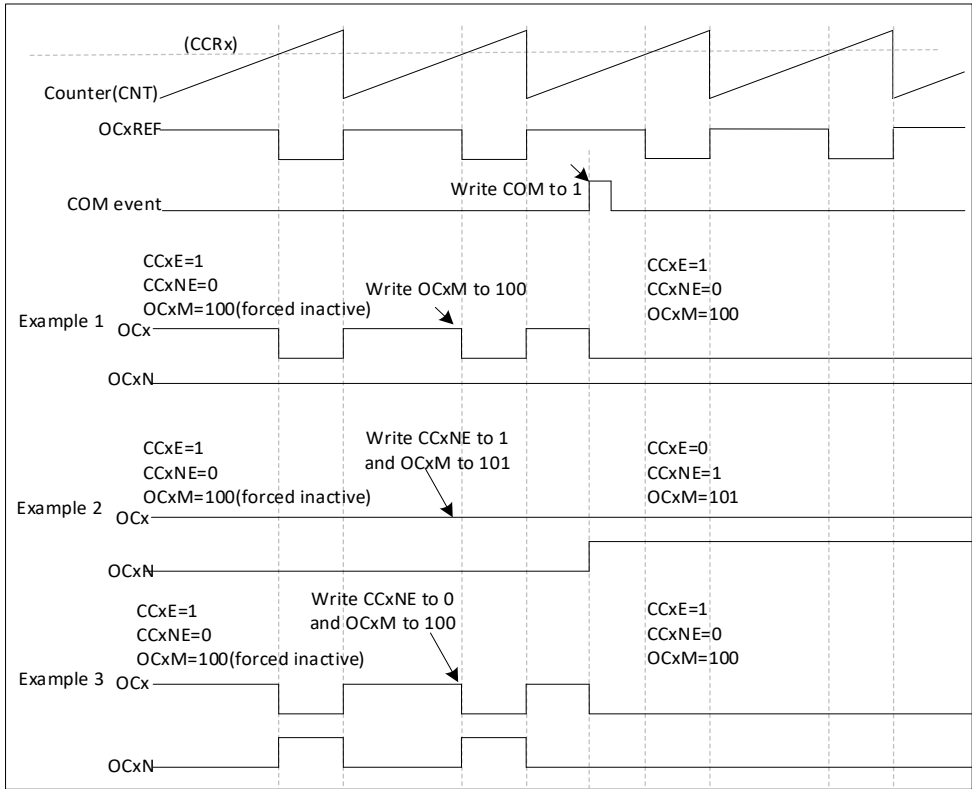 (CCRx)
Counter(CNT)
OCxREF
Write COM to 1
COM event
CCxE=1
CCxNE=0
OCxM=100(forced inactive)
Write OCxM to 100
CCxE=1
CCxNE=0
OCxM=100
Example 1
OCx
OCxN
CCxE=1
CCxNE=0
OCxM=100(forced inactive)
Write CCxNE to 1
and OCxM to 101
CCxE=0
CCxNE=1
OCxM=101
Example 2
OCx
OCxN
CCxE=1
CCxNE=0
OCxM=100(forced inactive)
Write CCxNE to 0
and OCxM to 100
CCxE=1
CCxNE=0
OCxM=100
Example 3
OCx
OCxN